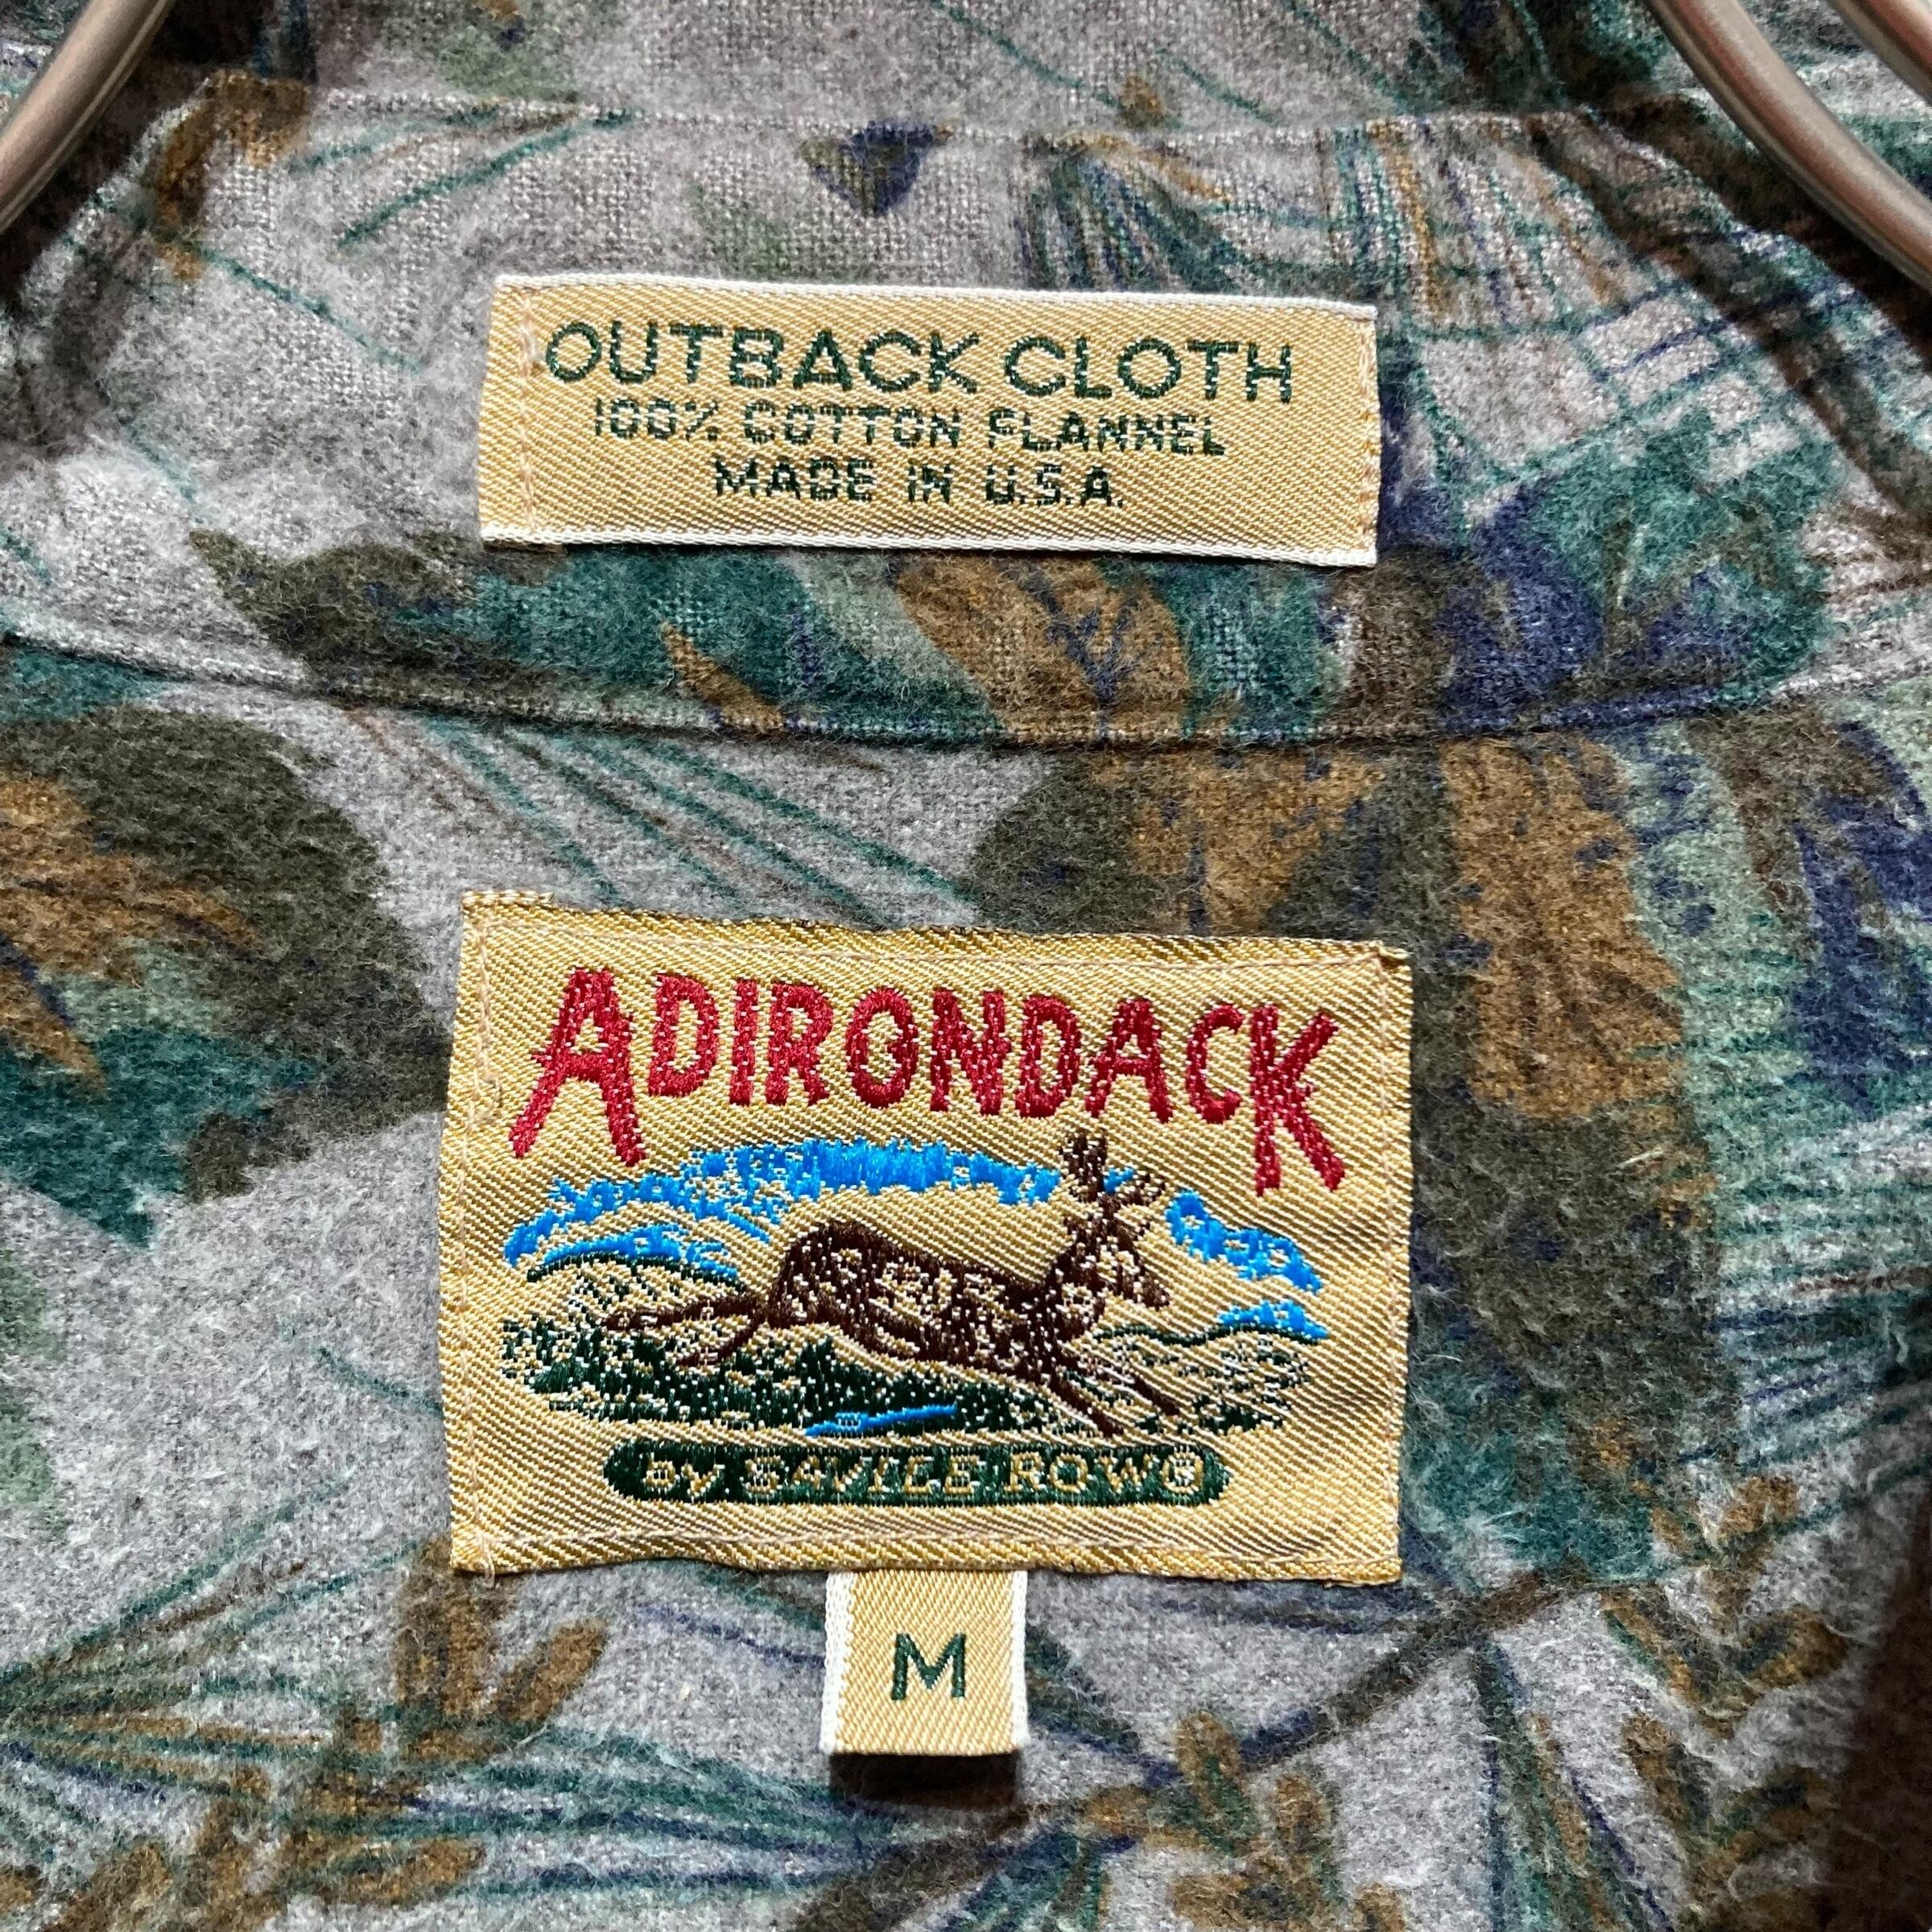 OUTBACK CLOTH
100% COTTON FLANNEL
MADE IN U.S.A.
ADIRONDACK
by SAVILE ROW®
M